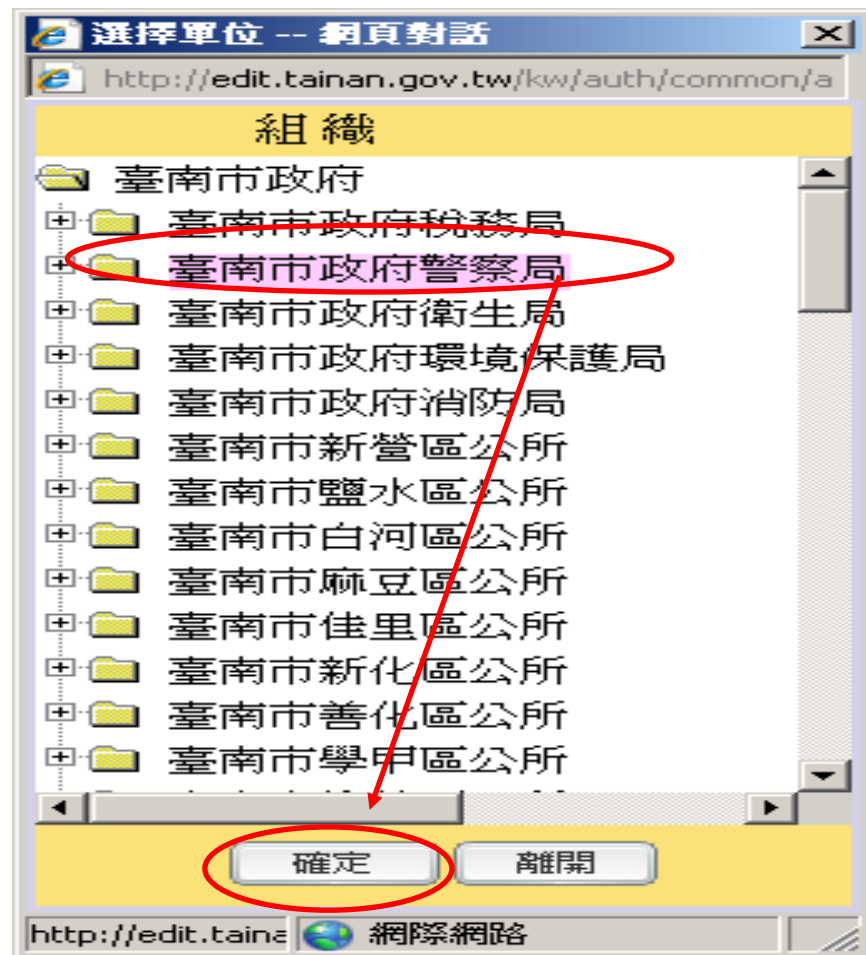 選擇單位 -- 網頁對話
http://edit.tainan.gov.tw/kw/auth/common/a
組 織
臺南市政府
臺南市政府稅務局
臺南市政府警察局
臺南市政府衛生局
臺南市政府環境保護局
臺南市政府消防局
臺南市新營區公所
臺南市鹽水區公所
臺南市白河區公所
臺南市麻豆區公所
臺南市佳里區公所
臺南市新化區公所
臺南市善化區公所
臺南市學甲區公所
確定 離開
http://edit.taina 網際網路